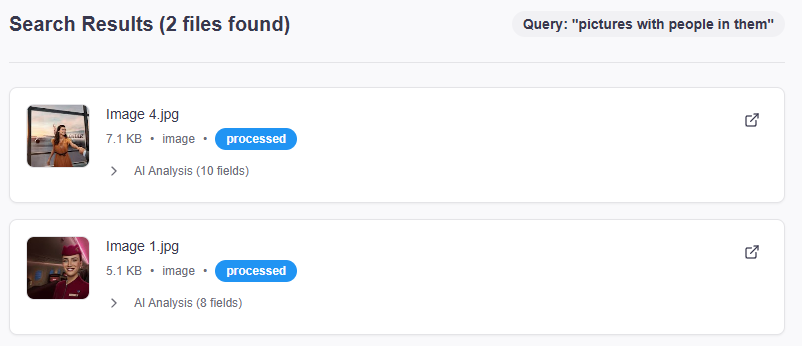 Search Results (2 files found)
Query: "pictures with people in them"
Image 4.jpg
7.1 KB • image • processed
AI Analysis (10 fields)
Image 1.jpg
5.1 KB • image • processed
AI Analysis (8 fields)